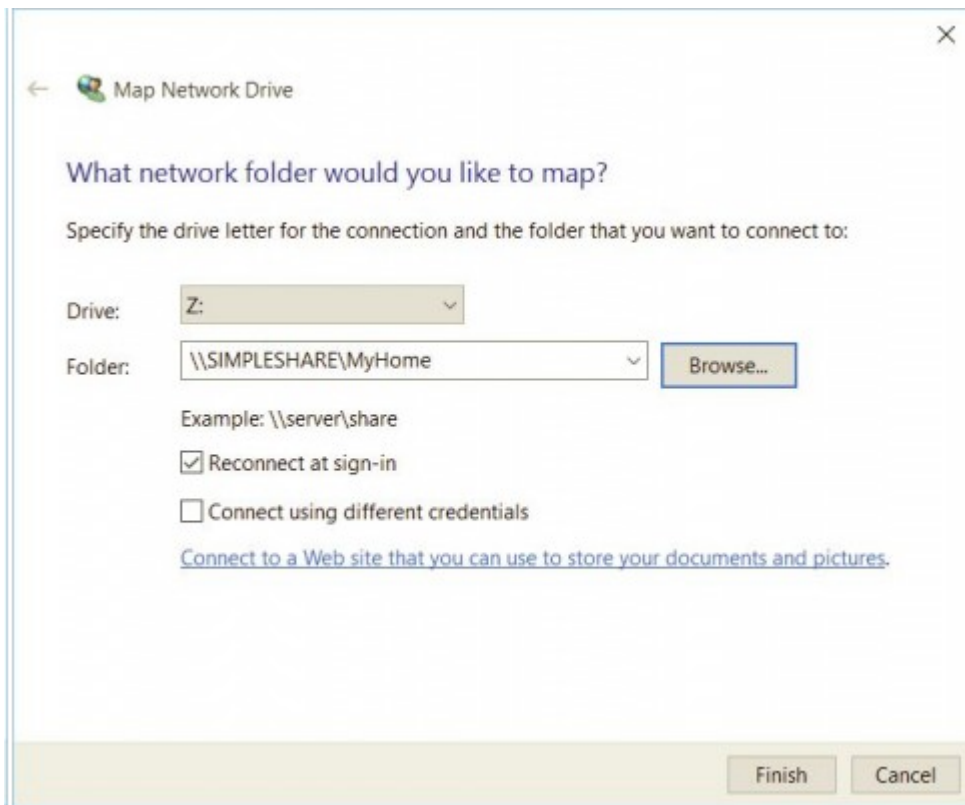 Map Network Drive
What network folder would you like to map?
Specify the drive letter for the connection and the folder that you want to connect to:
Drive: Z:
Folder: \\SIMPLESHARE\MyHome Browse...
Example: \\server\share
Reconnect at sign-in
Connect using different credentials
Connect to a Web site that you can use to store your documents and pictures.
Finish Cancel